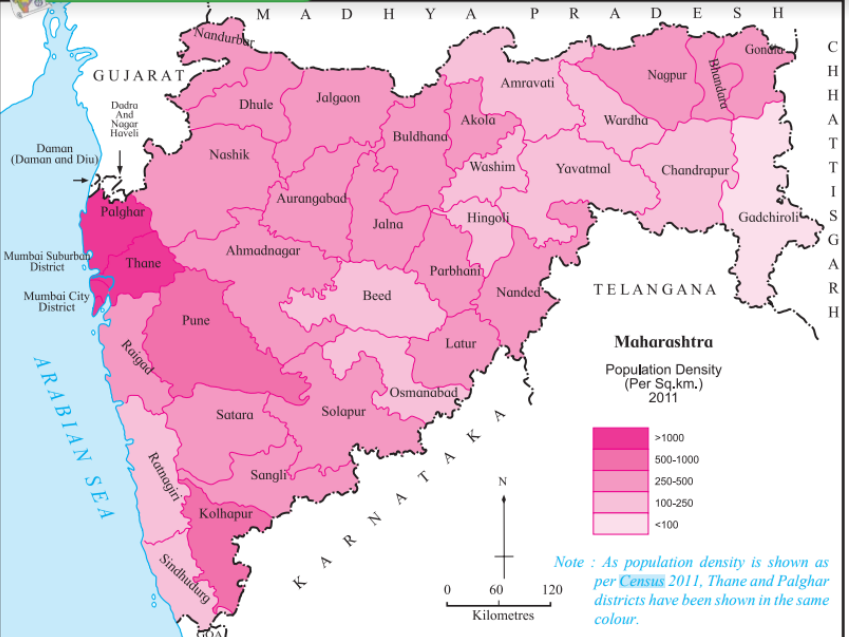 M A D H Y A P R A D E S H
Nandurbar
GUJARAT
Dadra
And
Nagar
Haveli
Dhule
Jalgaon
Buldhana
Akola
Amravati
Nagpur
Bhandara
Gondia
Wardha
CHHATTISGARH
Daman
(Daman and Diu)
Nashik
Washim
Yavatmal
Chandrapur
Aurangabad
Palghar
Jalna
Hingoli
Gadchiroli
Mumbai Suburban
District
Thane
Ahmadnagar
Parbhani
Mumbai City
District
Beed
Nanded
TELANGANA
Pune
Raigad
Latur
Osmanabad
ARABIAN SEA
Satara
Solapur
KARNATAKA
Ratnagiri
Sangli
Kolhapur
Sindhudurg
GOA
Maharashtra
Population Density
(Per Sq.km.)
2011
>1000
500-1000
250-500
100-250
<100
N
0 60 120
Kilometres
Note : As population density is shown as
per Census 2011, Thane and Palghar
districts have been shown in the same
colour.